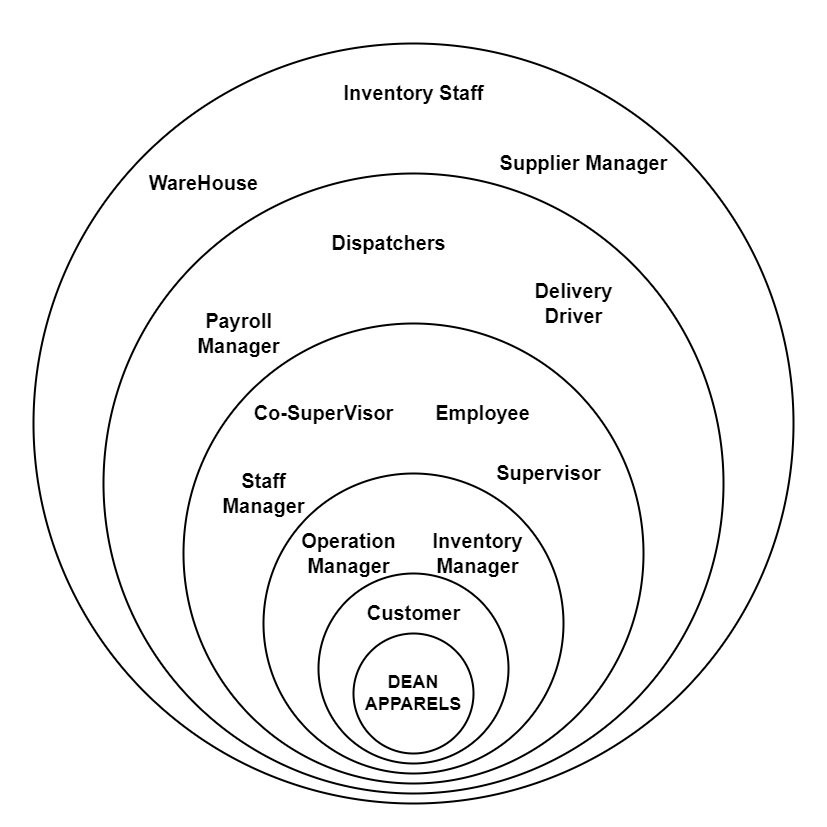 Inventory Staff
Supplier Manager
WareHouse
Dispatchers
Delivery
Driver
Payroll
Manager
Co-SuperVisor
Employee
Supervisor
Staff
Manager
Operation
Manager
Inventory
Manager
Customer
DEAN
APPARELS